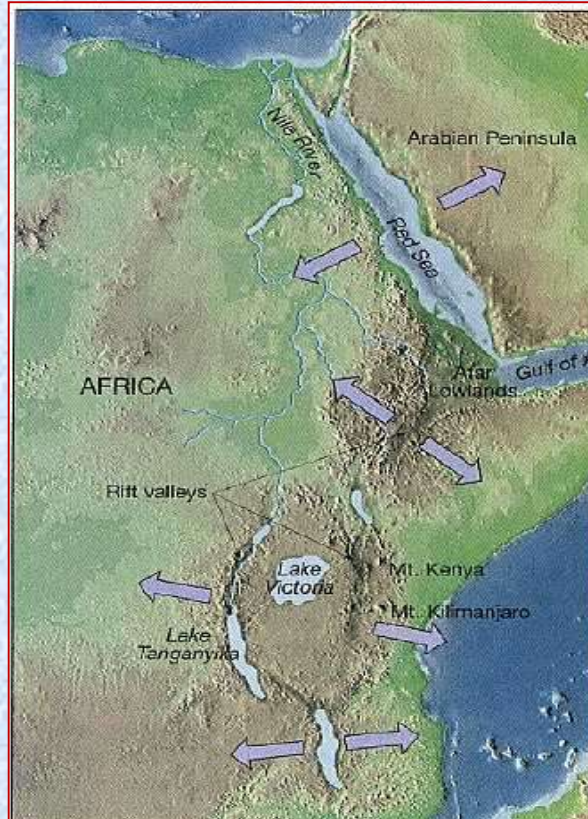 Nile River
Arabian Peninsula
Red Sea
Afar
Lowlands
Gulf of
AFRICA
Rift valleys
Lake
Victoria
Mt. Kenya
Mt. Kilimanjaro
Lake
Tanganyika